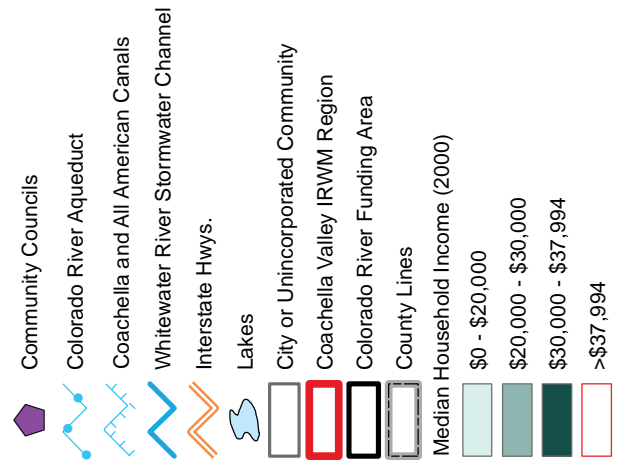 Community Councils
Colorado River Aqueduct
Coachella and All American Canals
Whitewater River Stormwater Channel
Interstate Hwys.
Lakes
City or Unincorporated Community
Coachella Valley IRWM Region
Colorado River Funding Area
County Lines
Median Household Income (2000)
$0 - $20,000
$20,000 - $30,000
$30,000 - $37,994
>$37,994